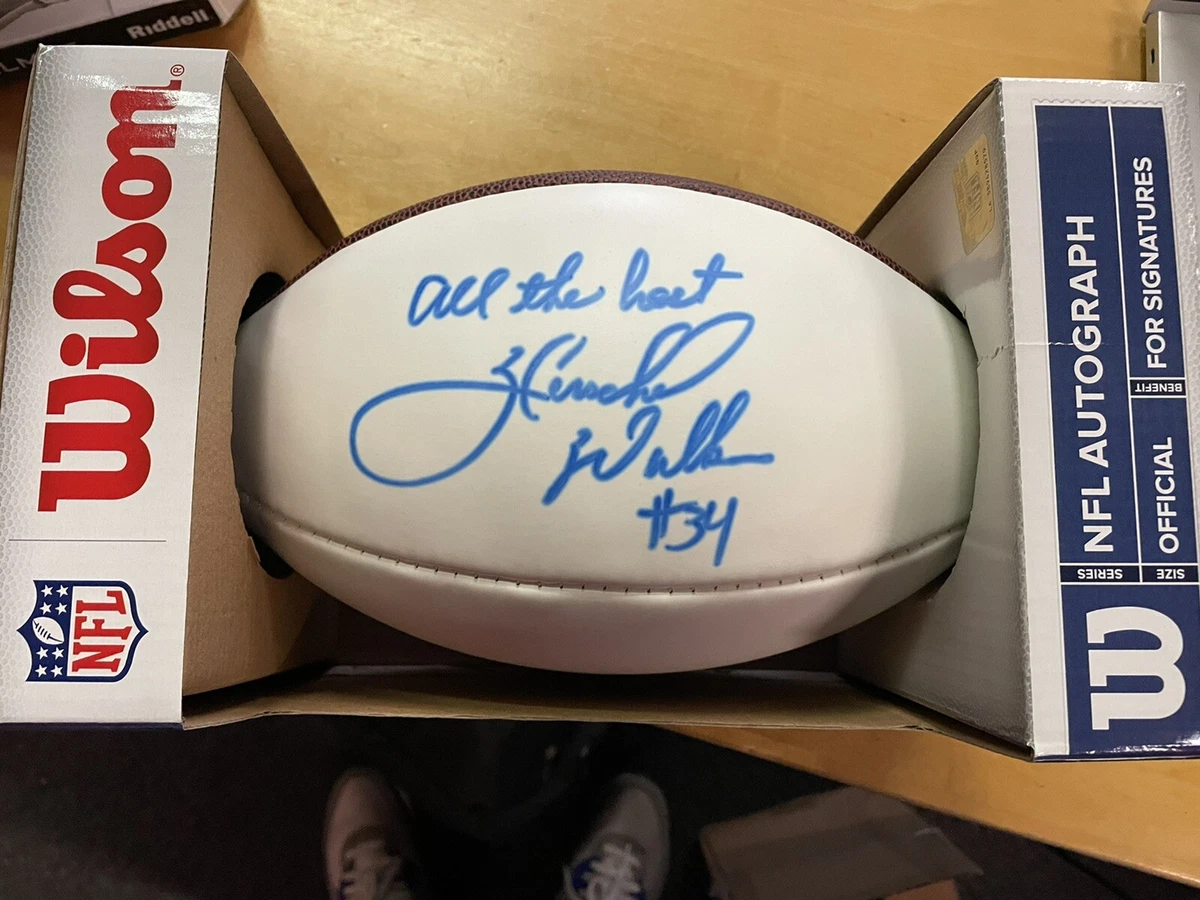 Riddell
Wilson®
NFL
All the best
Herschel
Walker
#34
NFL AUTOGRAPH
SERIES
FOR SIGNATURES
BENEFIT
OFFICIAL
SIZE
W